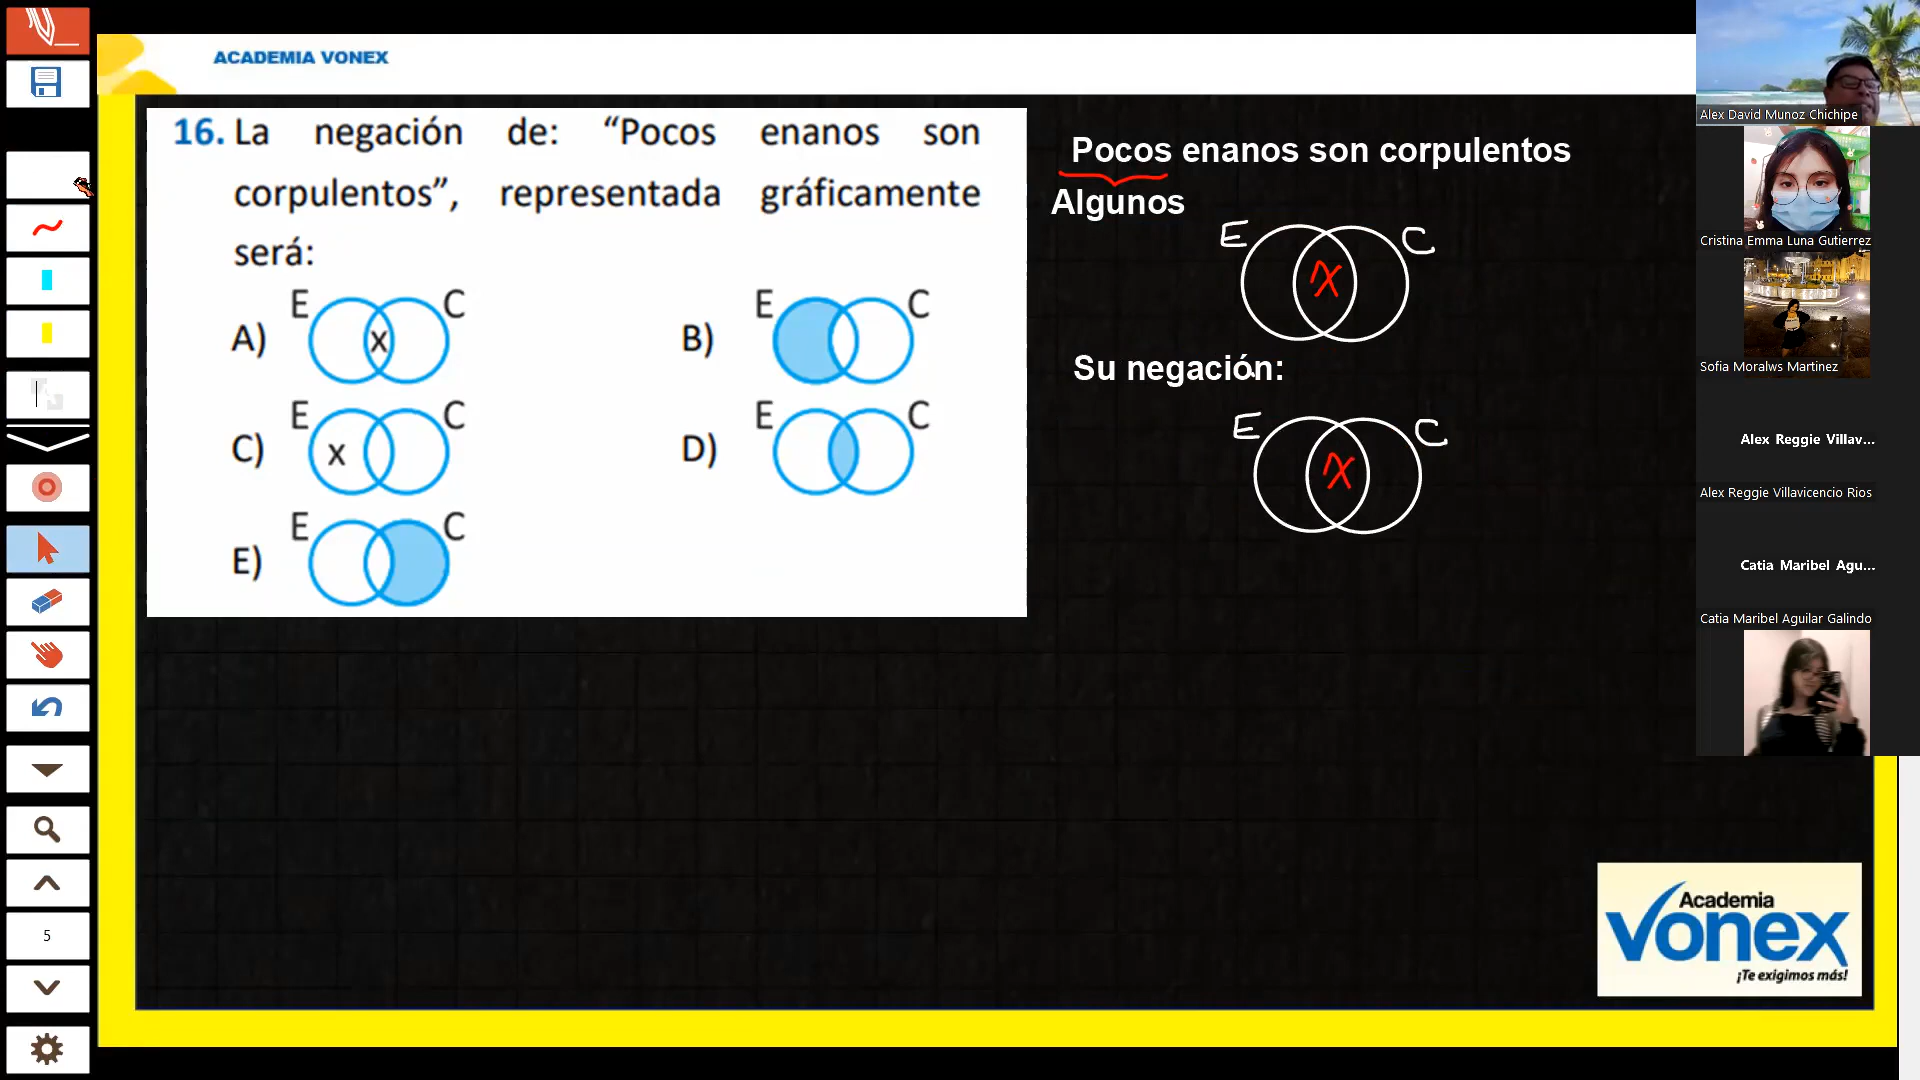 ACADEMIA VONEX
16. La negación de: “Pocos enanos son
corpulentos”, representada gráficamente
será:
E C
A) x
E C
B)
E C
C) x
E C
D)
E C
E)
Pocos enanos son corpulentos
Algunos
E C
X
Su negación:
E C
X
Alex David Munoz Chichipe
Cristina Emma Luna Gutierrez
Sofia Moralws Martinez
Alex Reggie Villav...
Alex Reggie Villavicencio Rios
Catia Maribel Agu...
Catia Maribel Aguilar Galindo
5
Academia
Vonex
¡Te exigimos más!